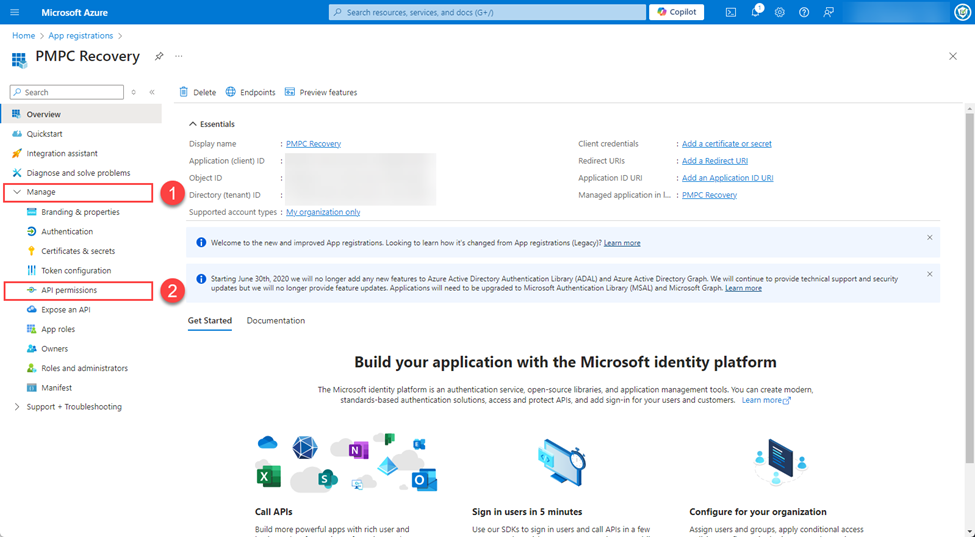 Microsoft Azure
Search resources, services, and docs (G+/)
Copilot
1
Home > App registrations >
PMPC Recovery
...
Search
Overview
Quickstart
Integration assistant
Diagnose and solve problems
Manage
1
Branding & properties
Authentication
Certificates & secrets
Token configuration
API permissions
2
Expose an API
App roles
Owners
Roles and administrators
Manifest
Support + Troubleshooting
Delete Endpoints Preview features
Essentials
Display name : PMPC Recovery
Application (client) ID :
Object ID :
Directory (tenant) ID :
Supported account types : My organization only
Client credentials : Add a certificate or secret
Redirect URIs : Add a Redirect URI
Application ID URI : Add an Application ID URI
Managed application in l... : PMPC Recovery
Welcome to the new and improved App registrations. Looking to learn how it's changed from App registrations (Legacy)? Learn more
Starting June 30th, 2020 we will no longer add any new features to Azure Active Directory Authentication Library (ADAL) and Azure Active Directory Graph. We will continue to provide technical support and security
updates but we will no longer provide feature updates. Applications will need to be upgraded to Microsoft Authentication Library (MSAL) and Microsoft Graph. Learn more
Get Started Documentation
Build your application with the Microsoft identity platform
The Microsoft identity platform is an authentication service, open-source libraries, and application management tools. You can create modern,
standards-based authentication solutions, access and protect APIs, and add sign-in for your users and customers. Learn more
Call APIs
Build more powerful apps with rich user and
Sign in users in 5 minutes
Use our SDKs to sign in users and call APIs in a few
Configure for your organization
Assign users and groups, apply conditional access